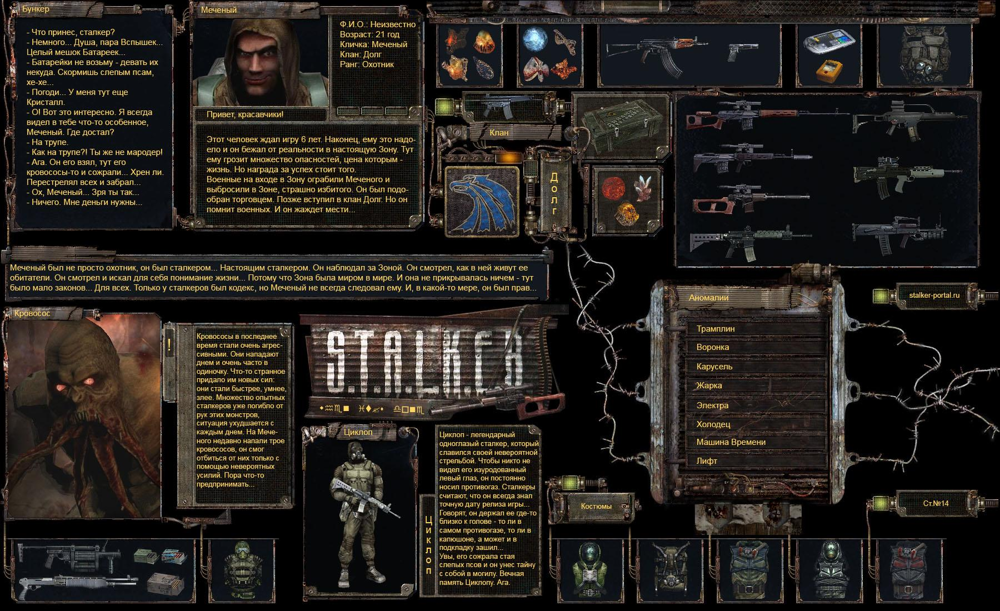 Бункер
- Что принес, сталкер?
- Немного... Душа, пара Вспышек...
Целый мешок Батареек...
- Батарейки не возьму - девать их
некуда. Скормишь слепым псам,
хе-хе...
- Погоди... У меня тут еще
Кристалл.
- О! Вот это интересно. Я всегда
видел в тебе что-то особенное,
Меченый. Где достал?
- На трупе.
- Как на трупе?! Ты же не мародер!
- Ага. Он его взял, тут его
кровососы-то и сожрали... Хрен ли.
Перестрелял всех и забрал...
- Ох, Меченый... Зря ты так...
- Ничего. Мне деньги нужны...
Меченый
Ф.И.О.: Неизвестно
Возраст: 21 год
Кличка: Меченый
Клан: Долг
Ранг: Охотник
Привет, красавчики!
Этот человек ждал игру 6 лет. Наконец, ему это надо-
ело и он бежал от реальности в настоящую Зону. Тут
ему грозит множество опасностей, цена которым -
жизнь. Но награда за успех стоит того.
Военные на входе в Зону ограбили Меченого и
выбросили в Зоне, страшно избитого. Он был подо-
обран торговцем. Позже вступил в клан Долг. Но он
помнит военных. И он жаждет мести...
Клан
Долг
Меченый был не просто охотник, он был сталкером... Настоящим сталкером. Он наблюдал за Зоной. Он смотрел, как в ней живут ее
обитатели. Он смотрел и искал для себя понимание жизни... Потому что Зона была миром в мире. И она не прикрывалась ничем - тут
было мало законов... Для всех. Только у сталкеров был кодекс, но Меченый не всегда следовал ему. И, в какой-то мере, он был прав...
Кровосос
!
Кровососы в последнее
время стали очень агрес-
сивными. Они нападают
днем и очень часто в
одиночку. Что-то странное
придало им новых сил:
они стали быстрее, умнее,
злее. Множество опытных
сталкеров уже погибло от
рук этих монстров,
ситуация ухудшается с
каждым днем. На Мече-
ного недавно напали трое
кровососов, он смог
отбиться от них только с
помощью невероятных
усилий. Пора что-то
предпринимать...
S.T.A.L.K.E.R
⬥♒♏■ ♓⬧✍⬩ ♎□■♏
Циклоп
Циклоп
Циклоп - легендарный
одноглазый сталкер, который
славился своей невероятной
стрельбой. Чтобы никто не
видел его изуродованный
левый глаз, он постоянно
носил противогаз. Сталкеры
считают, что он всегда знал
точную дату релиза игры...
Говорят, он держал ее где-то
близко к голове - то ли в
самом противогазе, то ли в
капюшоне, а может и в
подкладку зашил...
Увы, его сожрала стая
слепых псов и он унес тайну
с собой в могилу. Вечная
память Циклопу. Ага.
Аномалии
Трамплин
Воронка
Карусель
Жарка
Электра
Холодец
Машина Времени
Лифт
stalker-portal.ru
Костюмы
Ст.№14